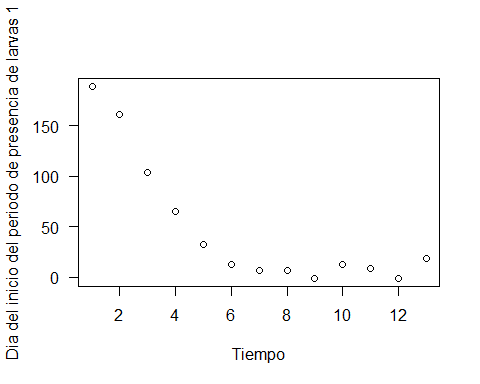 Dia del inicio del periodo de presencia de larvas 1
150
100
50
0
2 4 6 8 10 12
Tiempo